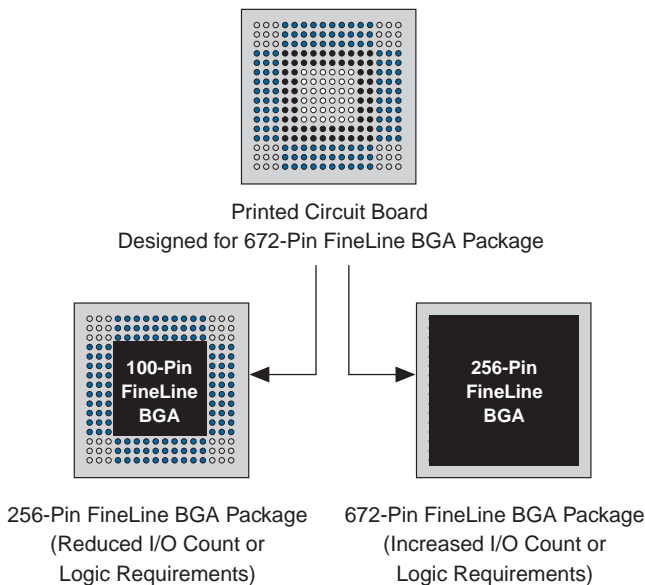 Printed Circuit Board
Designed for 672-Pin FineLine BGA Package
100-Pin
FineLine
BGA
256-Pin
FineLine
BGA
256-Pin FineLine BGA Package
(Reduced I/O Count or
Logic Requirements)
672-Pin FineLine BGA Package
(Increased I/O Count or
Logic Requirements)